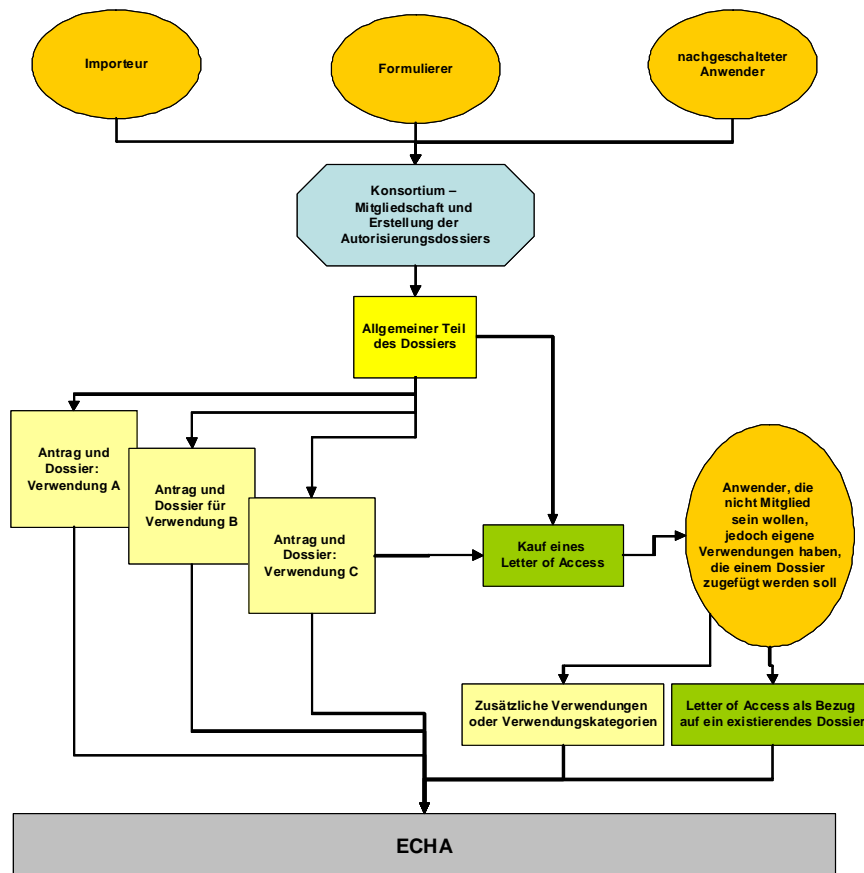 Importeur
Formulierer
nachgeschalteter
Anwender
Konsortium –
Mitgliedschaft und
Erstellung der
Autorisierungsdossiers
Allgemeiner Teil
des Dossiers
Antrag und
Dossier:
Verwendung A
Antrag und
Dossier für
Verwendung B
Antrag und
Dossier:
Verwendung C
Kauf eines
Letter of Access
Anwender, die
nicht Mitglied
sein wollen,
jedoch eigene
Verwendungen haben,
die einem Dossier
zugefügt werden soll
Zusätzliche Verwendungen
oder Verwendungskategorien
Letter of Access als Bezug
auf ein existierendes Dossier
ECHA